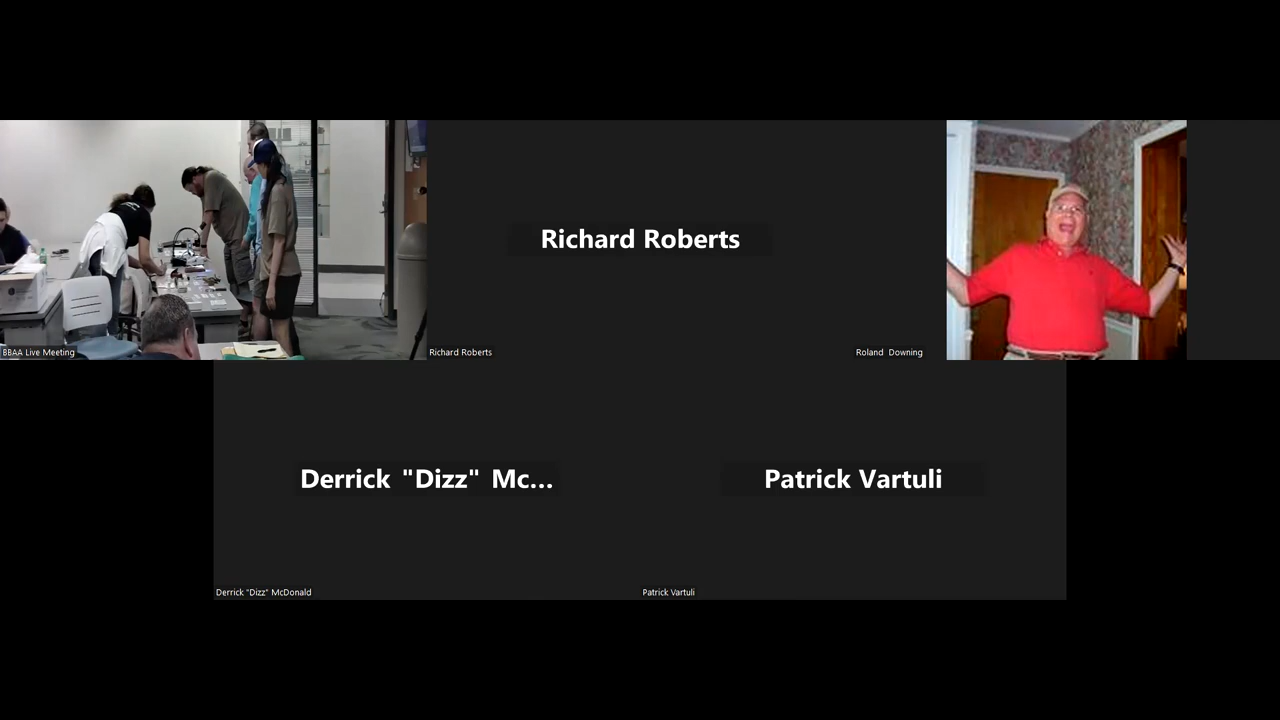 Richard Roberts
BBAA Live Meeting
Richard Roberts
Roland Downing
Derrick "Dizz" Mc...
Patrick Vartuli
Derrick "Dizz" McDonald
Patrick Vartuli